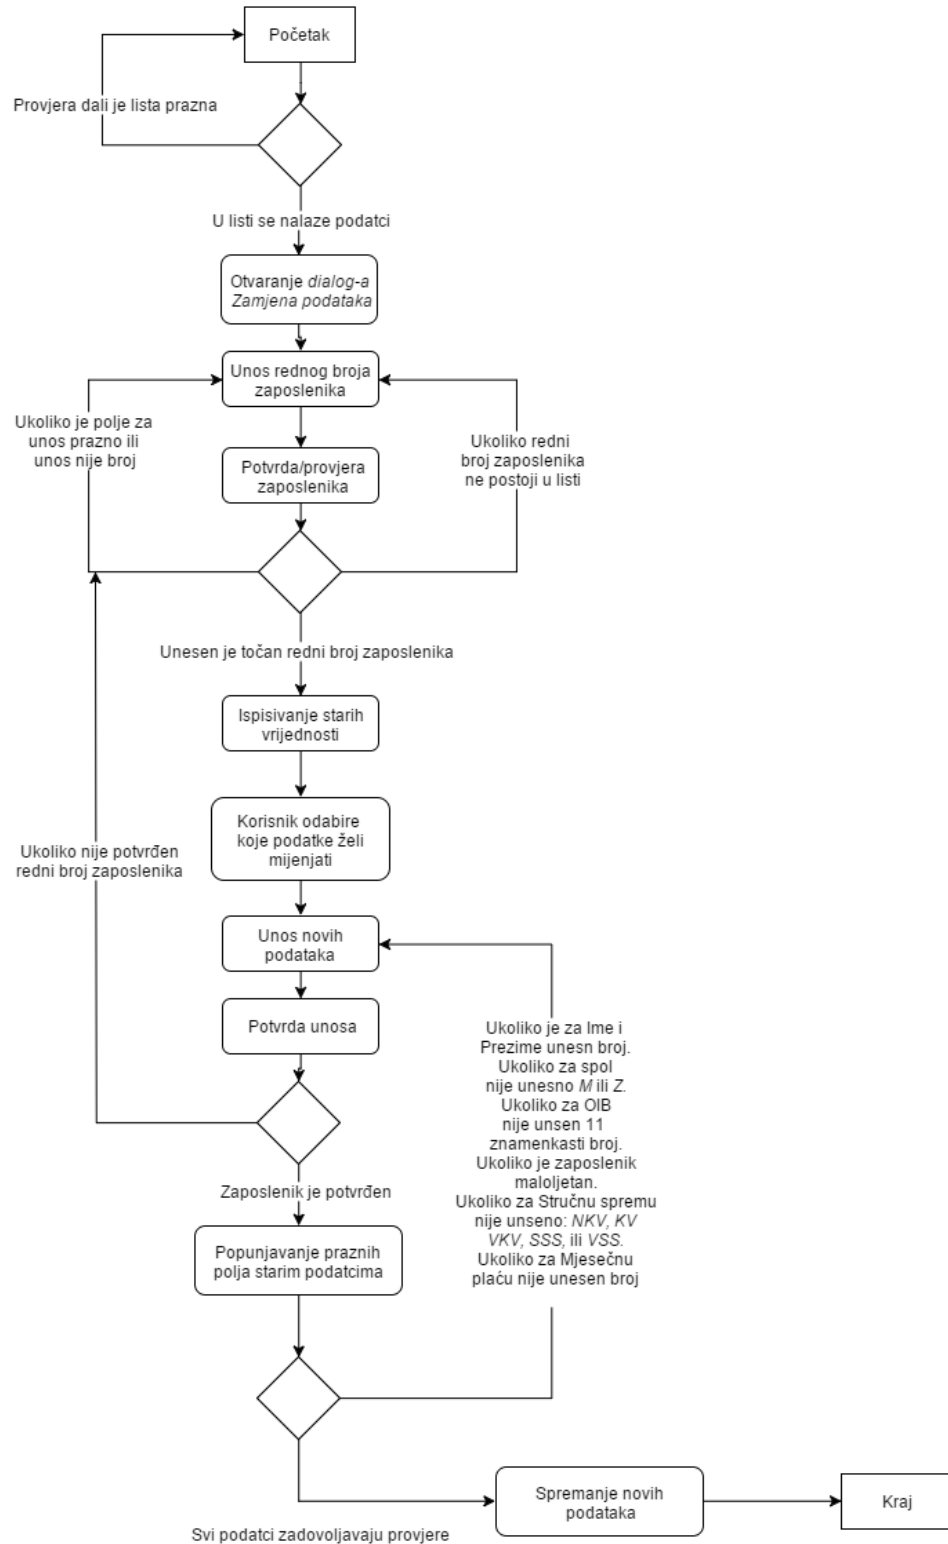 Početak
Provjera dali je lista prazna
U listi se nalaze podatci
Otvaranje dialog-a
Zamjena podataka
Unos rednog broja
zaposlenika
Ukoliko je polje za
unos prazno ili
unos nije broj
Ukoliko redni
broj zaposlenika
ne postoji u listi
Potvrda/provjera
zaposlenika
Unesen je točan redni broj zaposlenika
Ispisivanje starih
vrijednosti
Korisnik odabire
koje podatke želi
mijenjati
Ukoliko nije potvrđen
redni broj zaposlenika
Unos novih
podataka
Potvrda unosa
Ukoliko je za Ime i
Prezime unesn broj.
Ukoliko za spol
nije unesno M ili Z.
Ukoliko za OIB
nije unsen 11
znamenkasti broj.
Ukoliko je zaposlenik
maloljetan.
Ukoliko za Stručnu spremu
nije unseno: NKV, KV
VKV, SSS, ili VSS.
Ukoliko za Mjesečnu
plaću nije unesen broj
Zaposlenik je potvrđen
Popunjavanje praznih
polja starim podatcima
Spremanje novih
podataka
Kraj
Svi podatci zadovoljavaju provjere